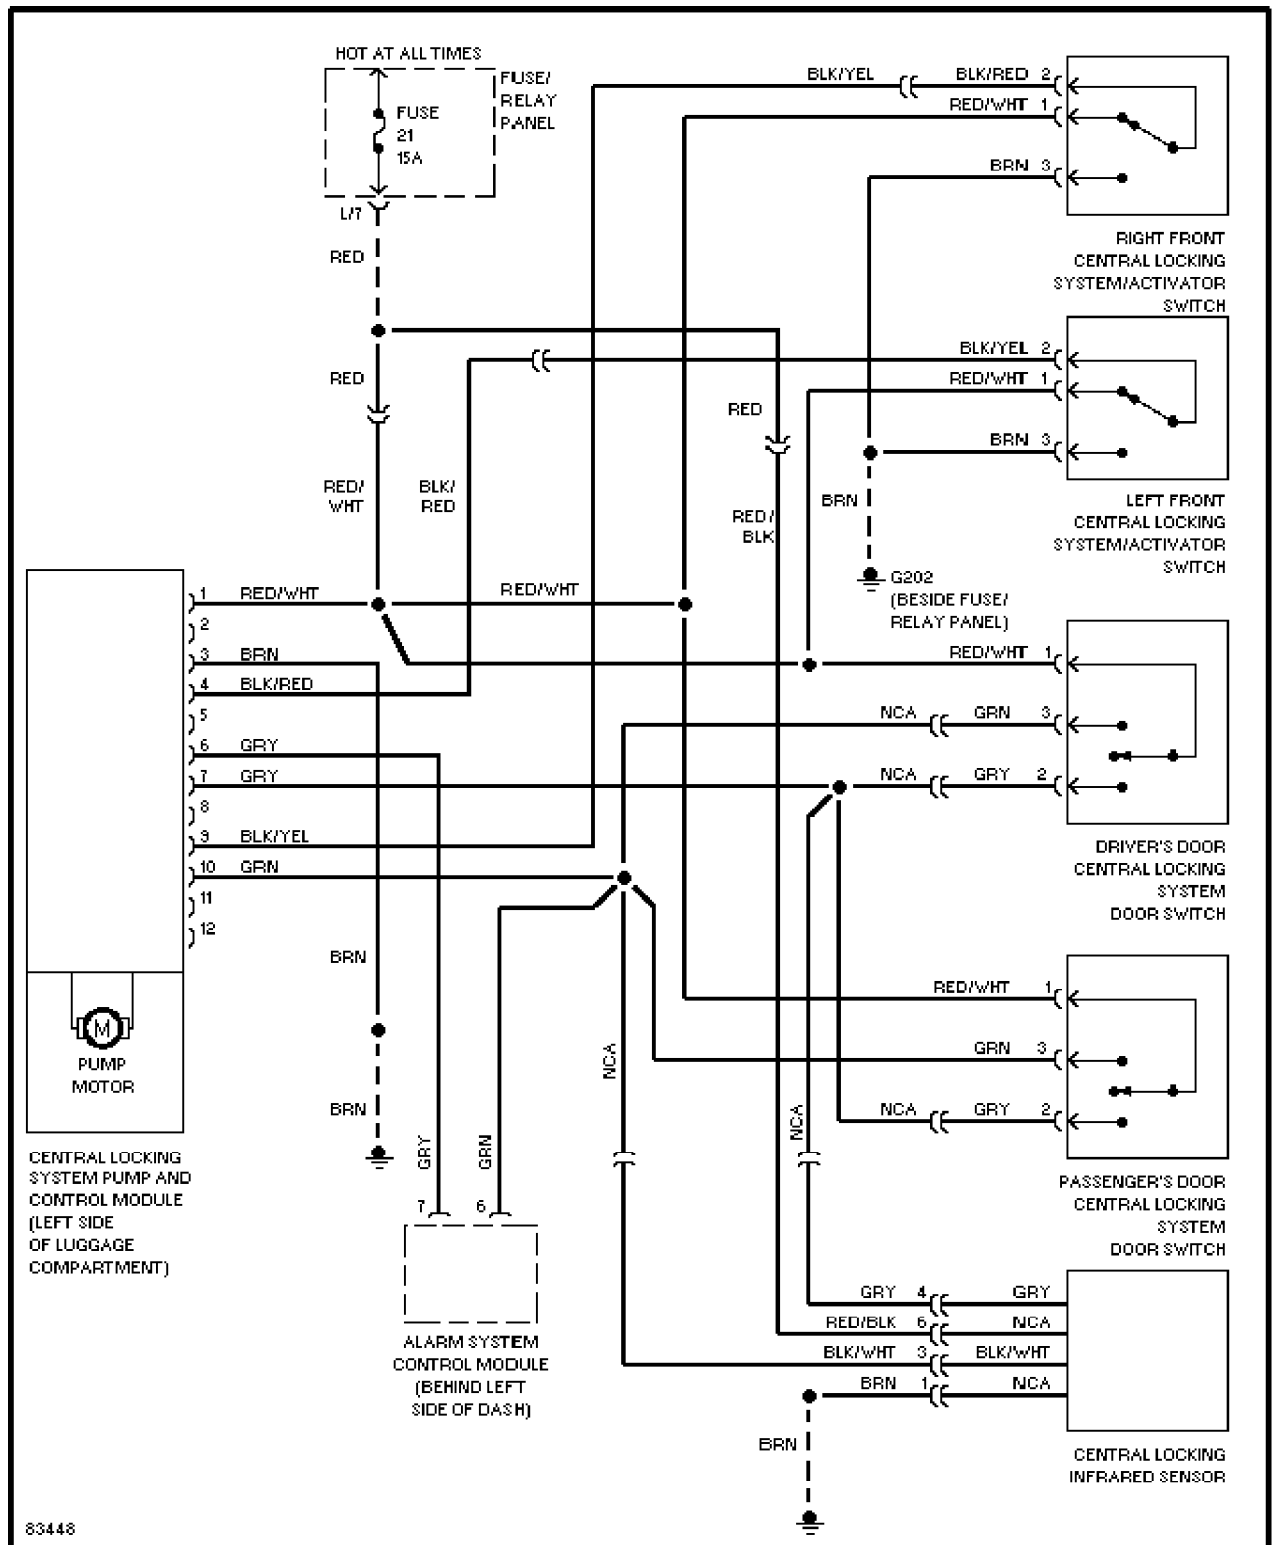 HOT AT ALL TIMES
FUSE/
RELAY
PANEL
FUSE
21
15A
L/7
RED
RED
RED/
WHT
BLK/
RED
RED
RED/
BLK
BLK/YEL
BLK/RED 2
RED/WHT 1
BRN 3
RIGHT FRONT
CENTRAL LOCKING
SYSTEM/ACTIVATOR
SWITCH
BLK/YEL 2
RED/WHT 1
BRN 3
LEFT FRONT
CENTRAL LOCKING
SYSTEM/ACTIVATOR
SWITCH
BRN
G202
(BESIDE FUSE/
RELAY PANEL)
1 RED/WHT
RED/WHT
2
3 BRN
4 BLK/RED
5
6 GRY
7 GRY
8
9 BLK/YEL
10 GRN
11
12
RED/WHT 1
NCA GRN 3
NCA GRY 2
DRIVER'S DOOR
CENTRAL LOCKING
SYSTEM
DOOR SWITCH
BRN
BRN
M
PUMP
MOTOR
CENTRAL LOCKING
SYSTEM PUMP AND
CONTROL MODULE
(LEFT SIDE
OF LUGGAGE
COMPARTMENT)
GRY
GRN
7
6
ALARM SYSTEM
CONTROL MODULE
(BEHIND LEFT
SIDE OF DASH)
NCA
NCA
RED/WHT 1
GRN 3
NCA GRY 2
PASSENGER'S DOOR
CENTRAL LOCKING
SYSTEM
DOOR SWITCH
GRY 4 GRY
RED/BLK 6 NCA
BLK/WHT 3 BLK/WHT
BRN 1 NCA
BRN
CENTRAL LOCKING
INFRARED SENSOR
83448